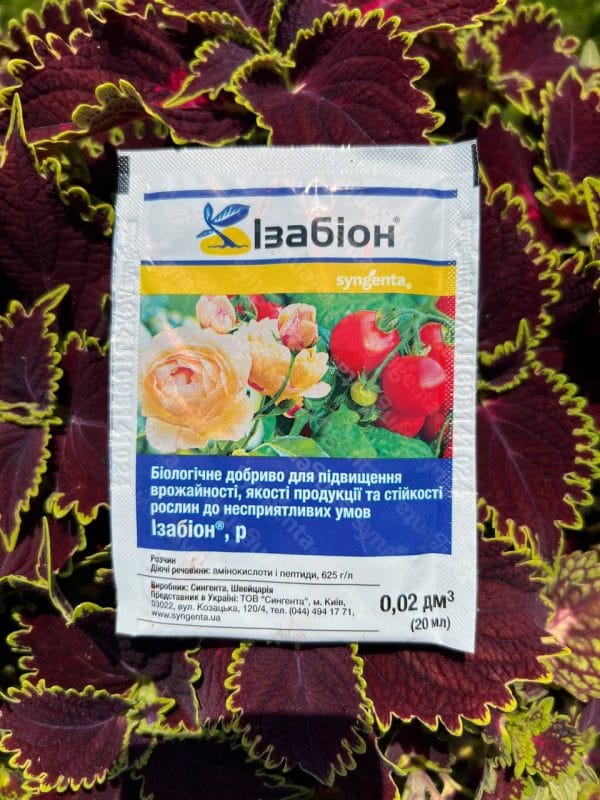 Ізабіон®
syngenta®
Біологічне добриво для підвищення
врожайності, якості продукції та стійкості
рослин до несприятливих умов
Ізабіон®, р
Розчин
Діючі речовини: амінокислоти і пептиди, 625 г/л
Виробник: Сингента, Швейцарія
Представник в Україні: ТОВ "Сингента", м. Київ,
03022, вул. Козацька, 120/4, тел. (044) 494 17 71,
www.syngenta.ua
0,02 дм³
(20 мл)